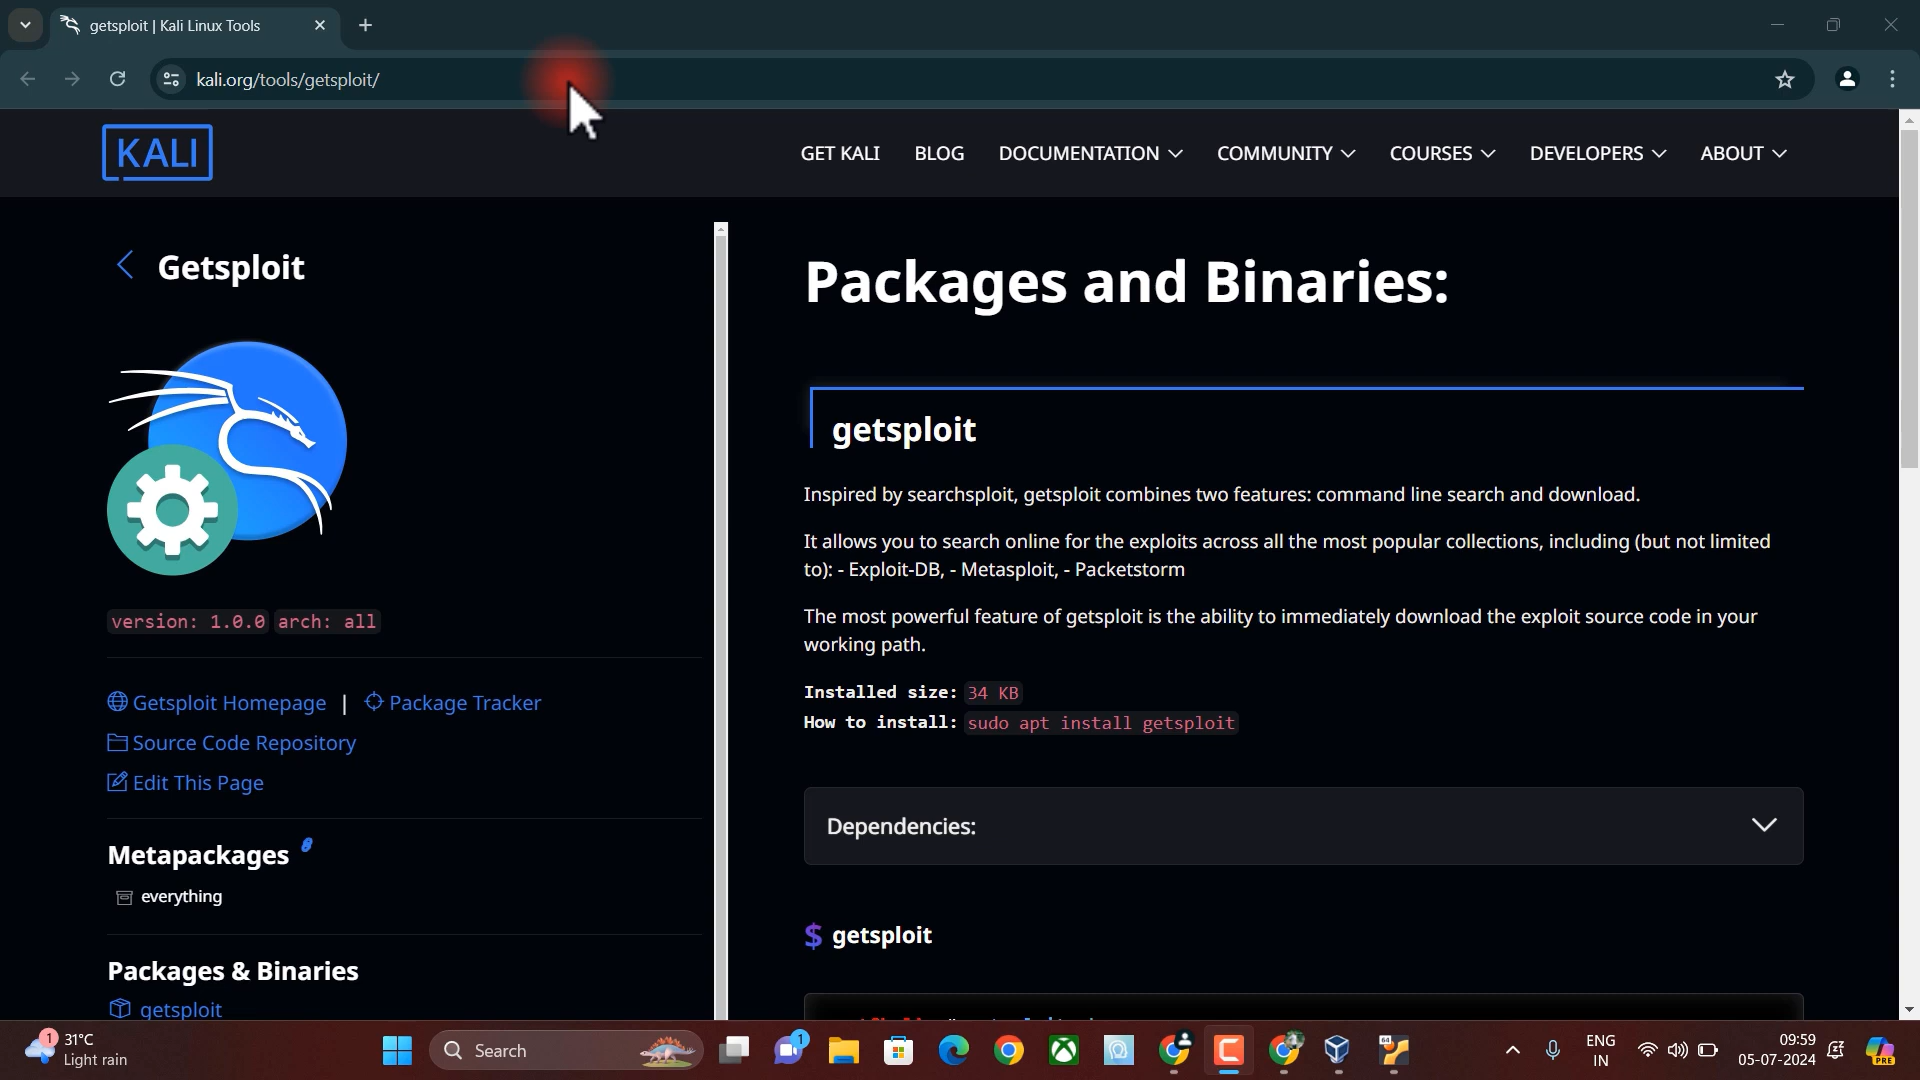 getsploit | Kali Linux Tools
kali.org/tools/getsploit/
KALI
GET KALI
BLOG
DOCUMENTATION
COMMUNITY
COURSES
DEVELOPERS
ABOUT
Getsploit
version: 1.0.0 arch: all
Getsploit Homepage | Package Tracker
Source Code Repository
Edit This Page
Metapackages
everything
Packages & Binaries
getsploit
Packages and Binaries:
getsploit
Inspired by searchsploit, getsploit combines two features: command line search and download.
It allows you to search online for the exploits across all the most popular collections, including (but not limited
to): - Exploit-DB, - Metasploit, - Packetstorm
The most powerful feature of getsploit is the ability to immediately download the exploit source code in your
working path.
Installed size: 34 KB
How to install: sudo apt install getsploit
Dependencies:
$ getsploit
1
31°C
Light rain
Search
1
64
ENG
IN
09:59
05-07-2024
PRE